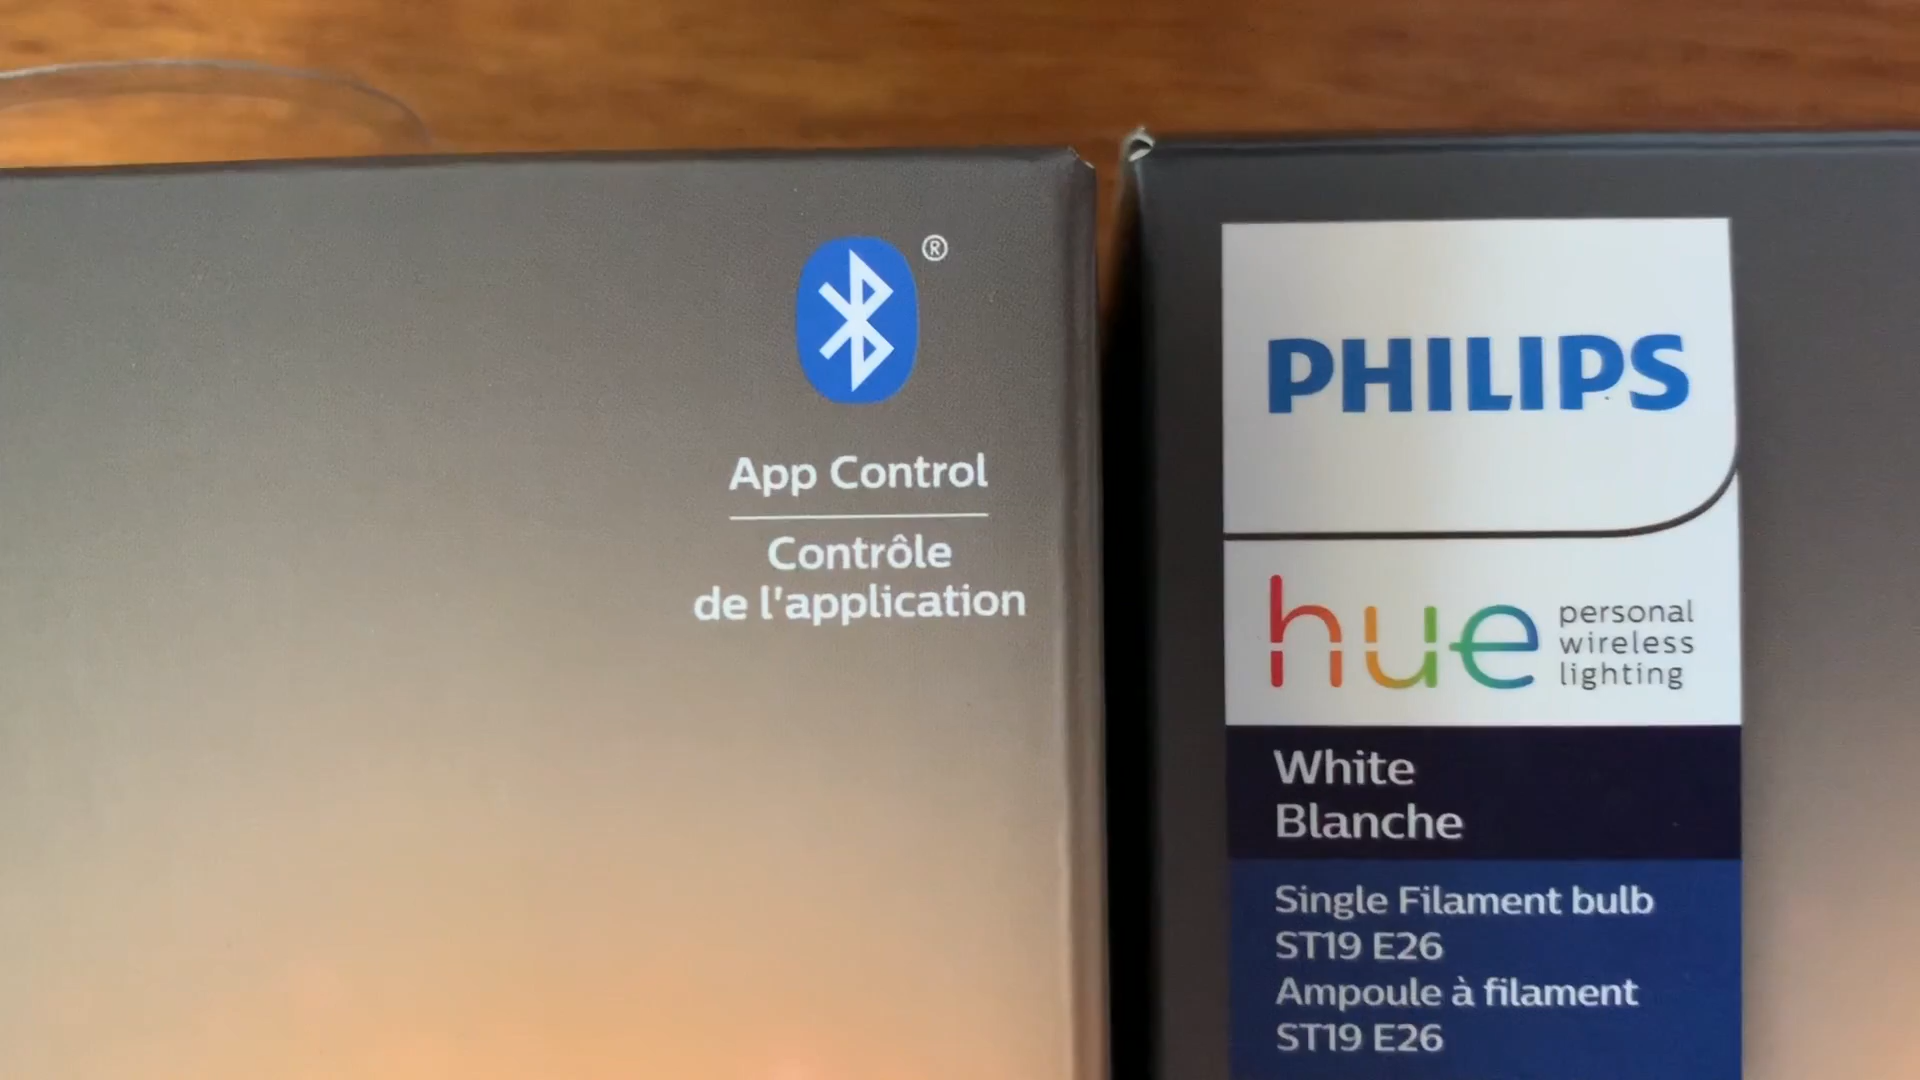 ®
App Control
Contrôle
de l'application
PHILIPS
hue
personal
wireless
lighting
White
Blanche
Single Filament bulb
ST19 E26
Ampoule à filament
ST19 E26